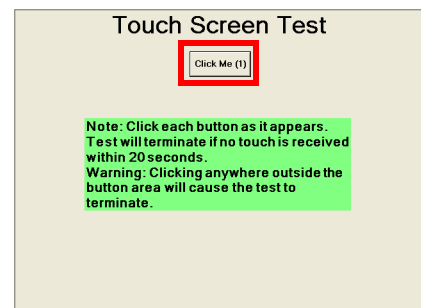 Touch Screen Test
Click Me (1)
Note: Click each button as it appears.
Test will terminate if no touch is received
within 20 seconds.
Warning: Clicking anywhere outside the
button area will cause the test to
terminate.